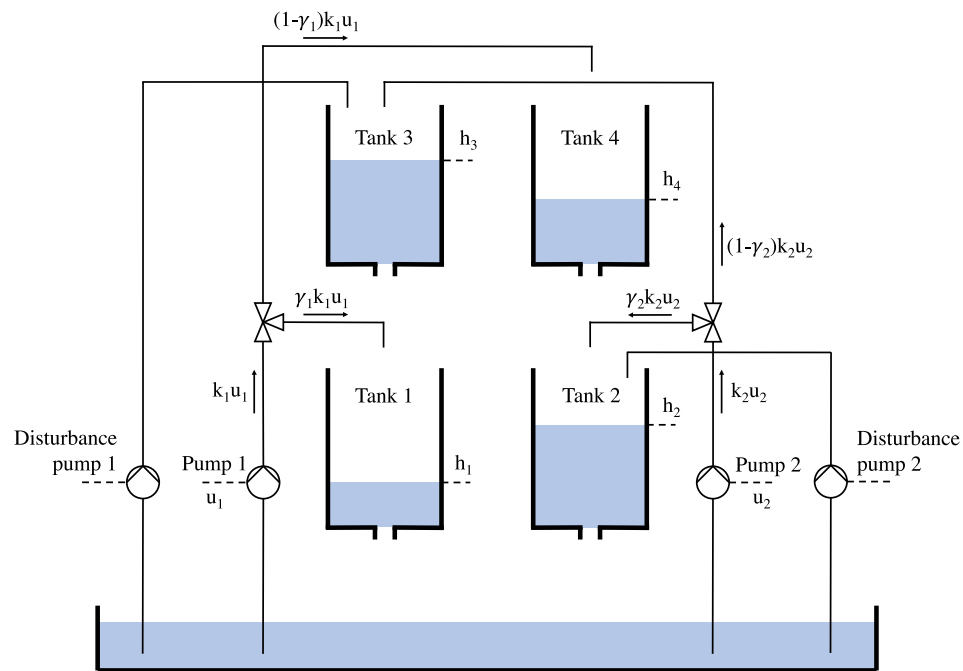 (1-γ₁)k₁u₁
Tank 3
h₃
Tank 4
h₄
(1-γ₂)k₂u₂
γ₁k₁u₁
γ₂k₂u₂
k₁u₁
Tank 1
Tank 2
h₂
k₂u₂
Disturbance
pump 1
Pump 1
u₁
h₁
Pump 2
u₂
Disturbance
pump 2